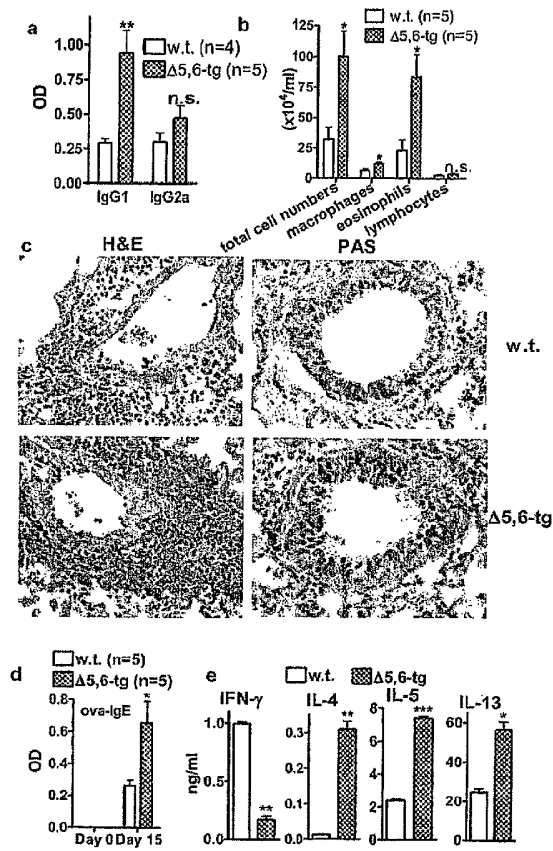 a
w.t. (n=4)
Δ5,6-tg (n=5)
**
n.s.
OD
1.00
0.75
0.50
0.25
0.00
IgG1 IgG2a
b
w.t. (n=5)
Δ5,6-tg (n=5)
*
*
#
n.s.
(x10⁴/ml)
125
100
75
50
25
0
total cell numbers
macrophages
eosinophils
lymphocytes
c
H&E PAS
w.t.
Δ5,6-tg
d
w.t. (n=5)
Δ5,6-tg (n=5)
*
ova-IgE
OD
0.8
0.6
0.4
0.2
0.0
Day 0 Day 15
e
w.t. Δ5,6-tg
IFN-γ IL-4 IL-5 IL-13
** ** *** *
ng/ml
1.0
0.5
0.0
0.3
0.2
0.1
0.0
8
6
4
2
0
60
40
20
0